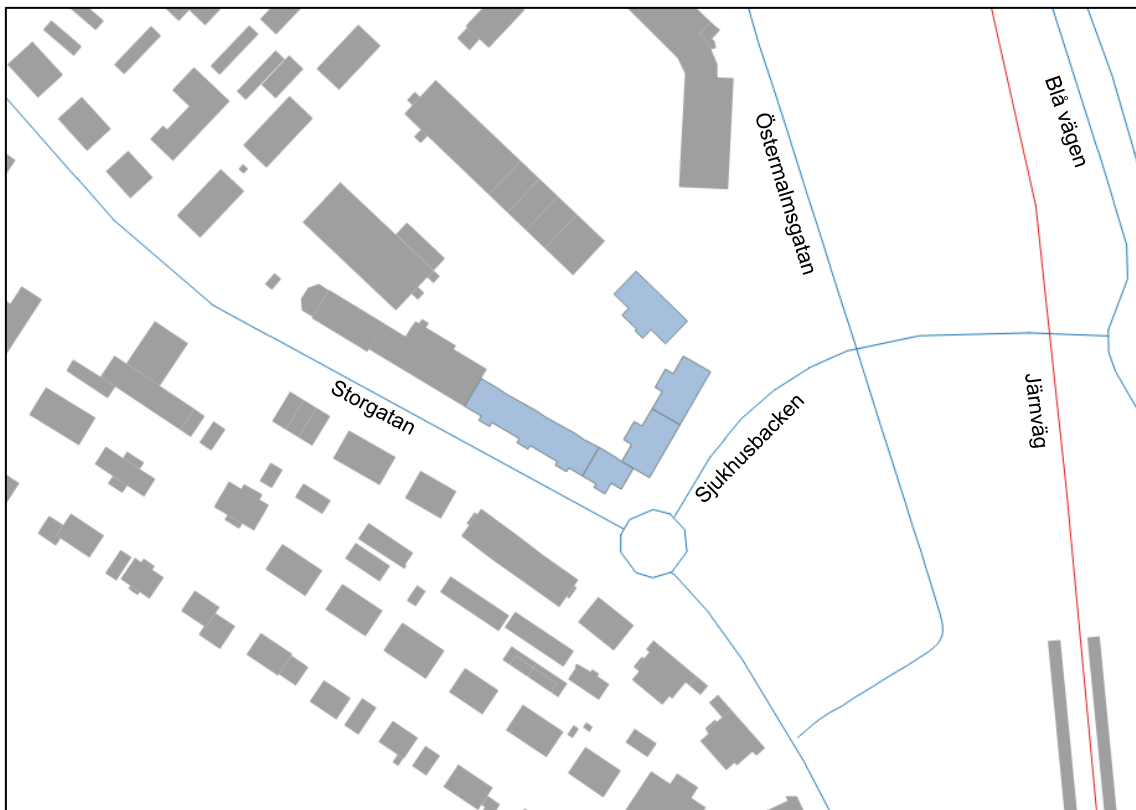 Blå vägen
Östermalmsgatan
Storgatan
Sjukhusbacken
Järnväg